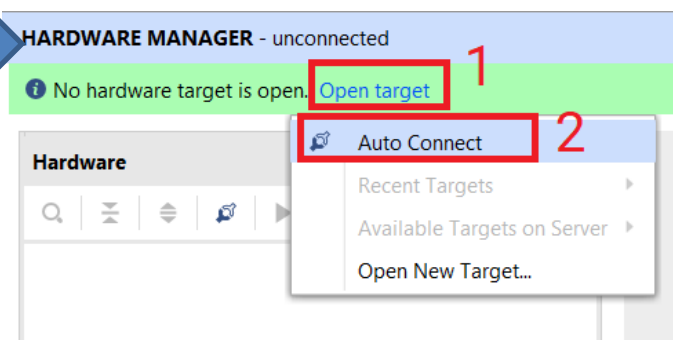 HARDWARE MANAGER - unconnected
No hardware target is open. Open target
1
Auto Connect
2
Hardware
Recent Targets
Available Targets on Server
Open New Target...